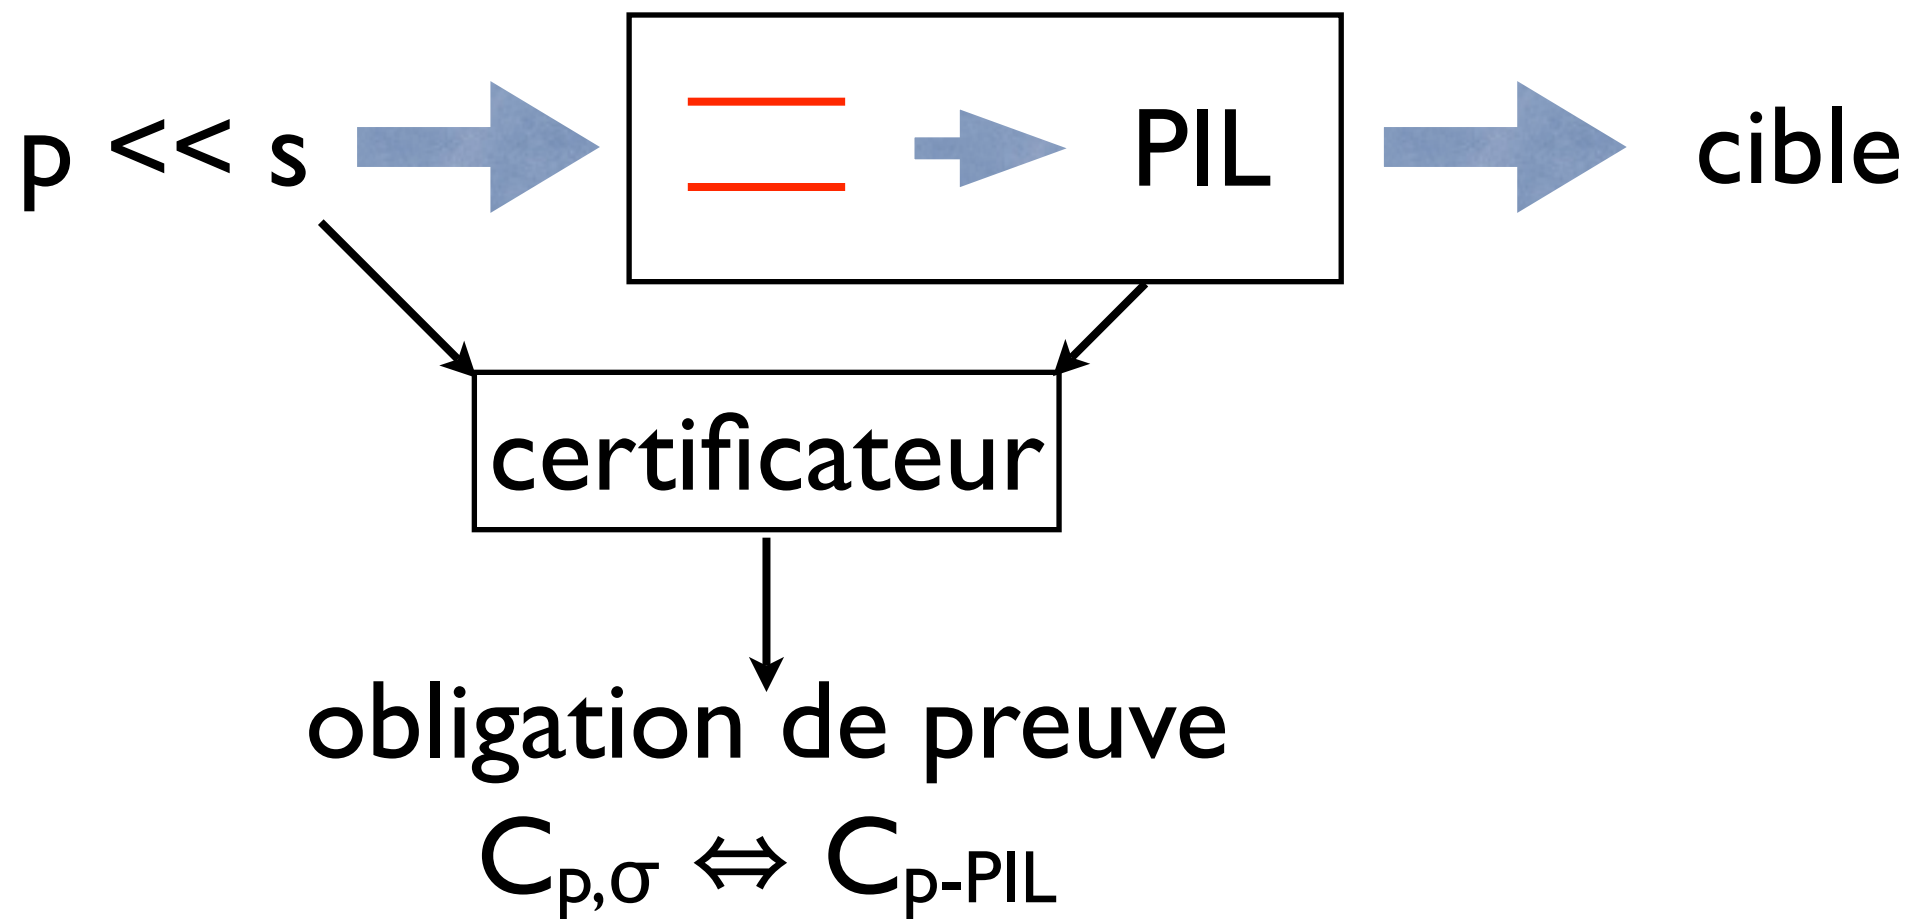 p << s PIL cible
certificateur
obligation de preuve
Cp,σ ⇔ Cp-PIL